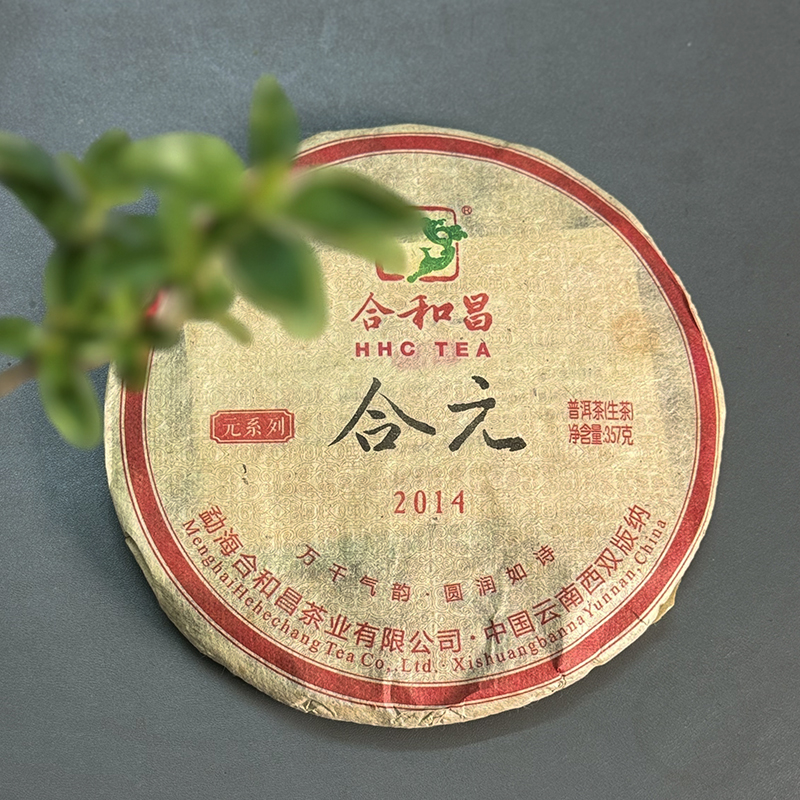 ®
合和昌
HHC TEA
合元
元系列
普洱茶(生茶)
净含量:357克
2014
万千气韵·圆润如诗
勐海合和昌茶业有限公司·中国云南西双版纳
Menghai Hehechang Tea Co.,Ltd.·Xishuangbanna Yunnan,China